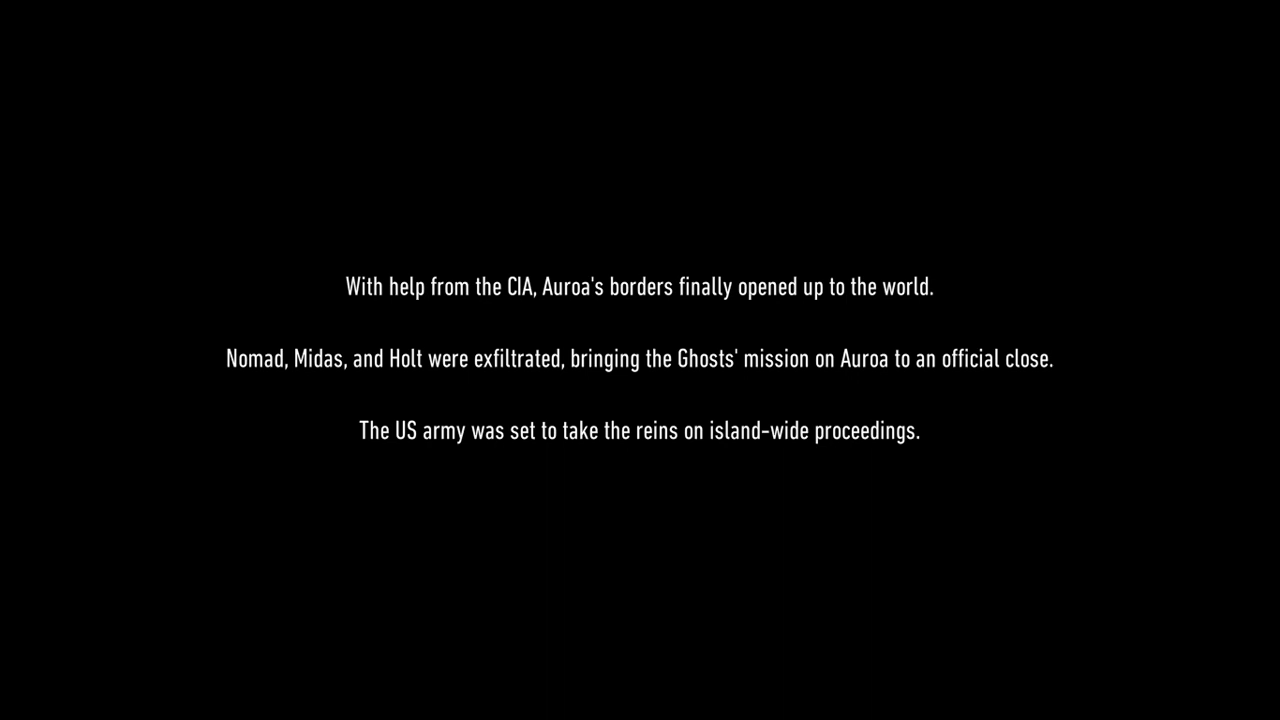 With help from the CIA, Auroa's borders finally opened up to the world.
Nomad, Midas, and Holt were exfiltrated, bringing the Ghosts' mission on Auroa to an official close.
The US army was set to take the reins on island-wide proceedings.